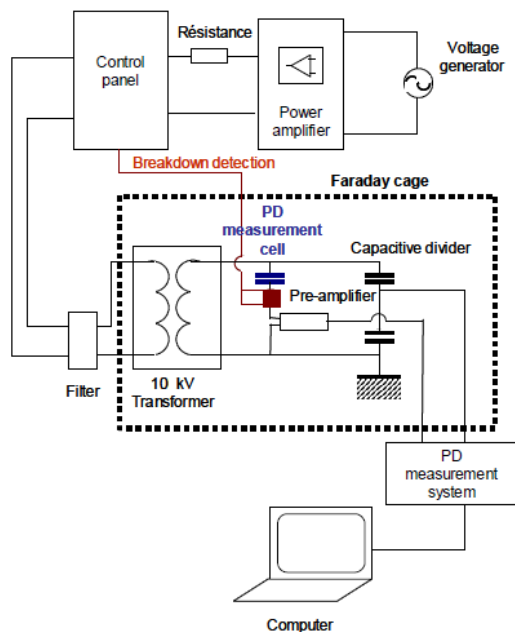 Résistance
Control
panel
Power
amplifier
Voltage
generator
Breakdown detection
Faraday cage
PD
measurement
cell
Capacitive divider
Pre-amplifier
Filter
10 kV
Transformer
PD
measurement
system
Computer